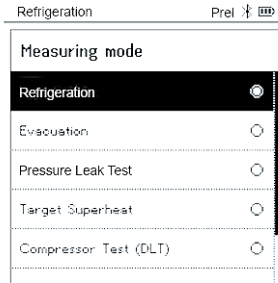 Refrigeration Prel
Measuring mode
Refrigeration
Evacuation
Pressure Leak Test
Target Superheat
Compressor Test (DLT)